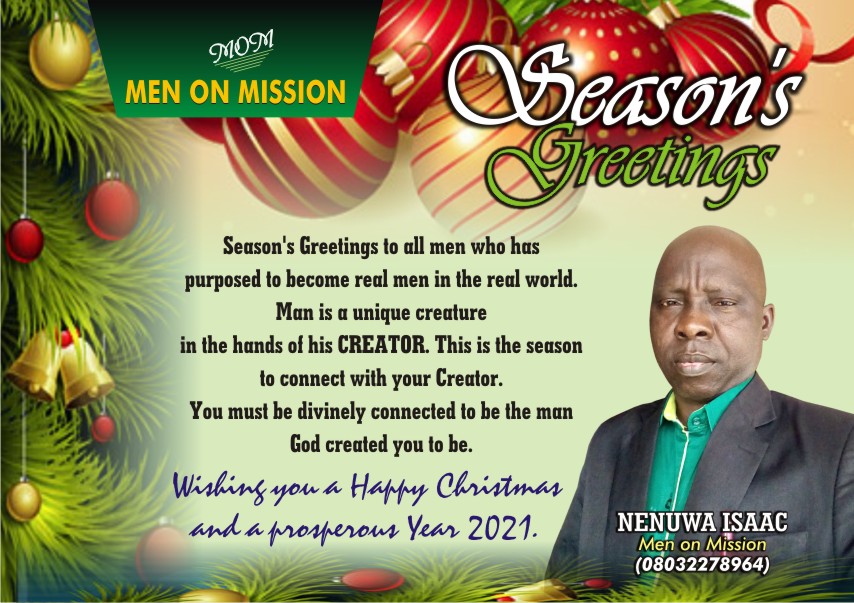 MOM
MEN ON MISSION
Season's
Greetings
Season's Greetings to all men who has
purposed to become real men in the real world.
Man is a unique creature
in the hands of his CREATOR. This is the season
to connect with your Creator.
You must be divinely connected to be the man
God created you to be.
Wishing you a Happy Christmas
and a prosperous Year 2021.
NENUWA ISAAC
Men on Mission
(08032278964)